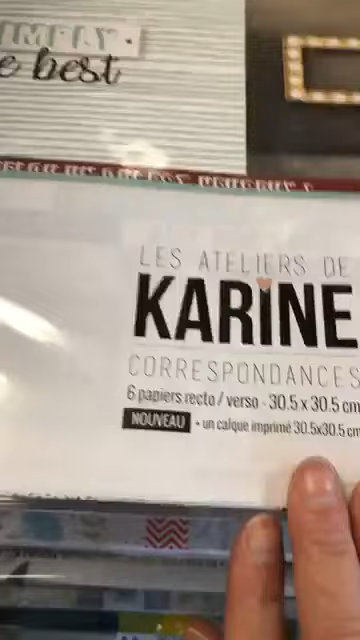 IMPLY
e best
LES ATELIERS DE
KARINE
CORRESPONDANCES
6 papiers recto / verso - 30.5 x 30.5 cm
NOUVEAU + un calque imprimé 30.5x30.5 cm